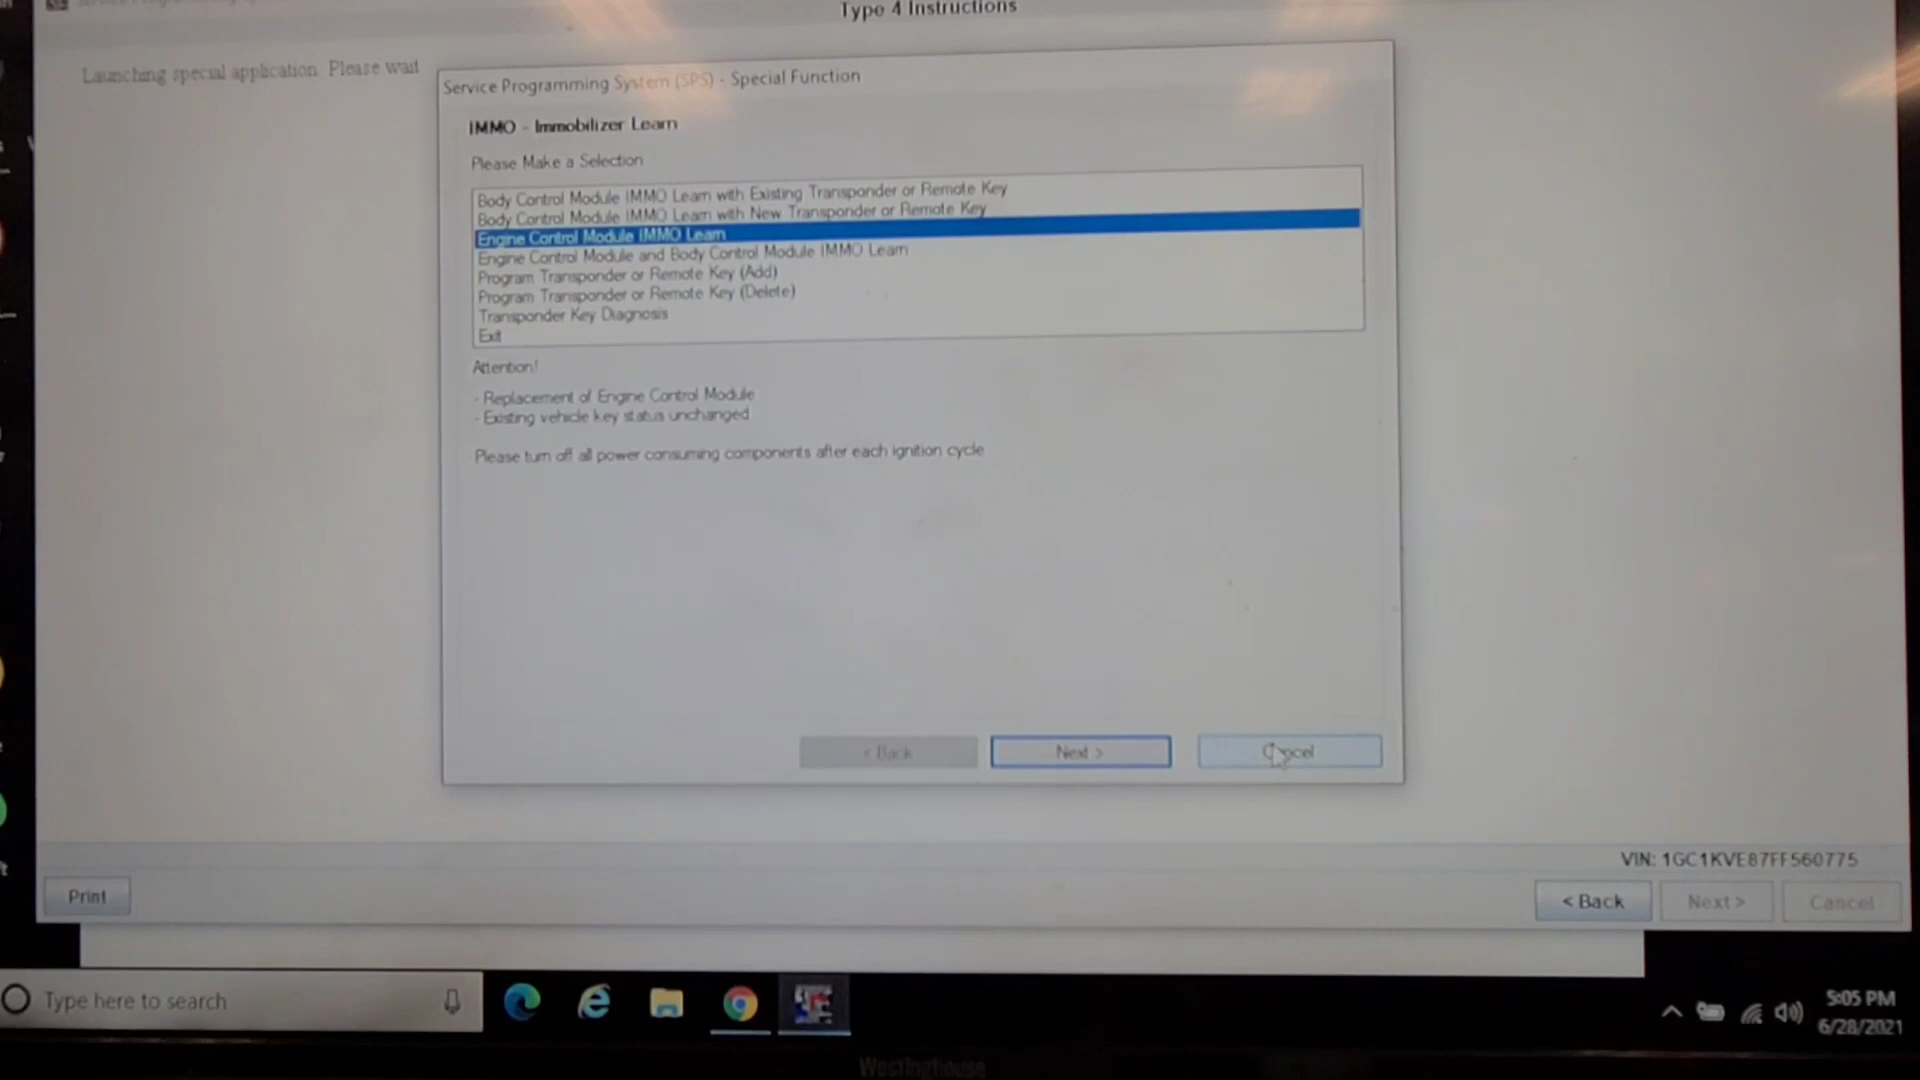 Type 4 Instructions
Launching special application. Please wait
Service Programming System (SPS) - Special Function
IMMO - Immobilizer Learn
Please Make a Selection
Body Control Module IMMO Learn with Existing Transponder or Remote Key
Body Control Module IMMO Learn with New Transponder or Remote Key
Engine Control Module IMMO Learn
Engine Control Module and Body Control Module IMMO Learn
Program Transponder or Remote Key (Add)
Program Transponder or Remote Key (Delete)
Transponder Key Diagnosis
Exit
Attention!
- Replacement of Engine Control Module
- Existing vehicle key status unchanged
Please turn off all power consuming components after each ignition cycle
< Back
Next >
Cancel
VIN: 1GC1KVE87FF560775
Print
< Back
Next >
Cancel
Type here to search
5:05 PM
6/28/2021
Westinghouse